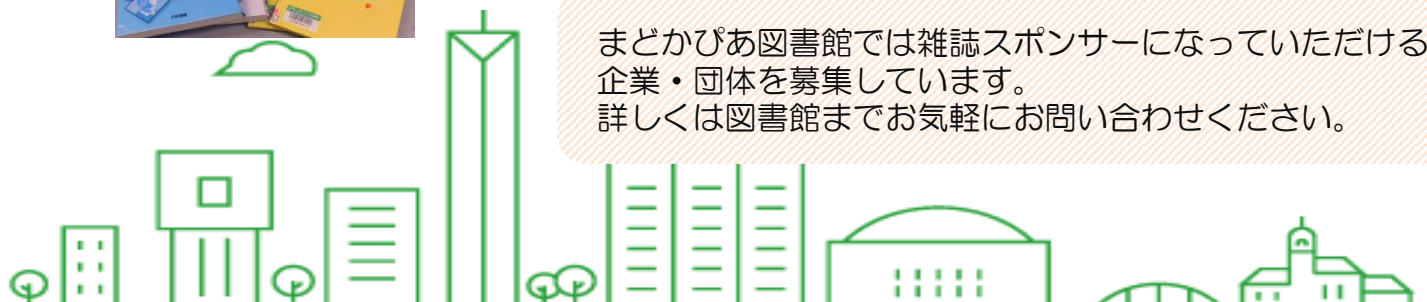 まどかぴあ図書館では雑誌スポンサーになっていただける
企業・団体を募集しています。
詳しくは図書館までお気軽にお問い合わせください。